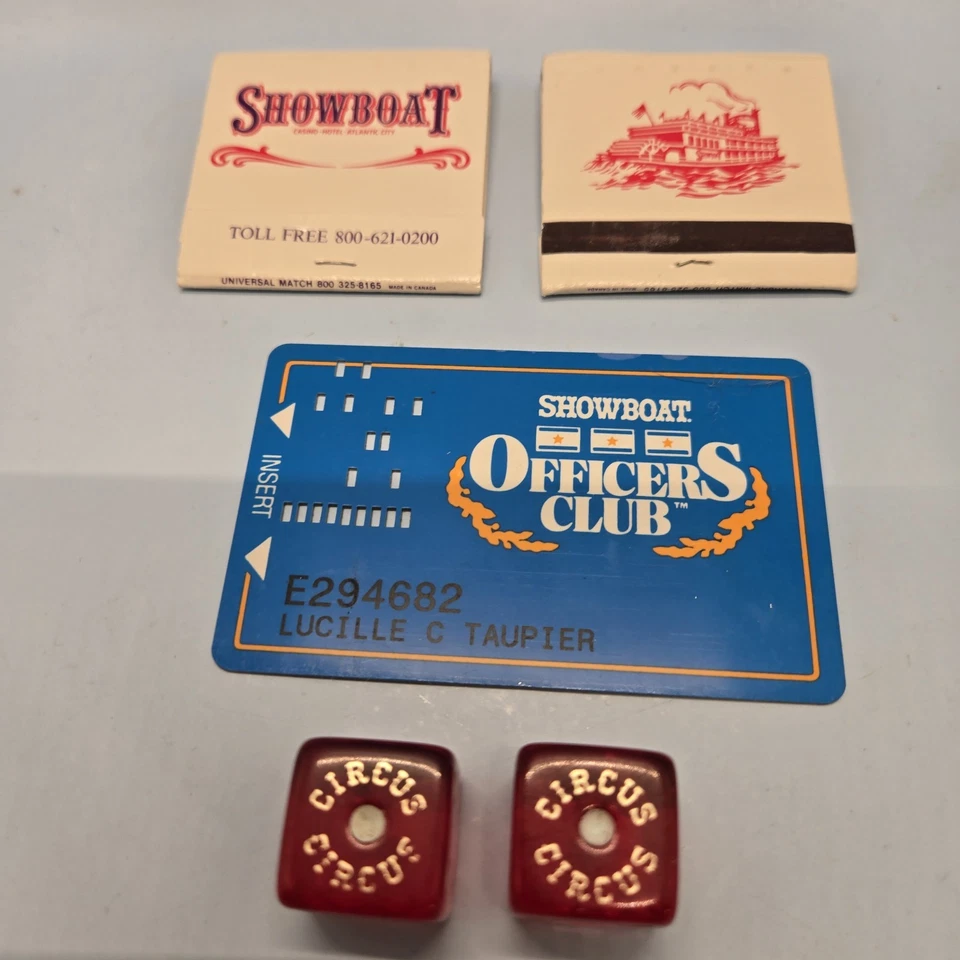 SHOWBOAT
CASINO-HOTEL-ATLANTIC CITY
TOLL FREE 800-621-0200
UNIVERSAL MATCH 800 325-8165 MADE IN CANADA
INSERT
SHOWBOAT.
OFFICERS
CLUB™
E294682
LUCILLE C TAUPIER
CIRCUS
CIRCUS
CIRCUS
CIRCUS